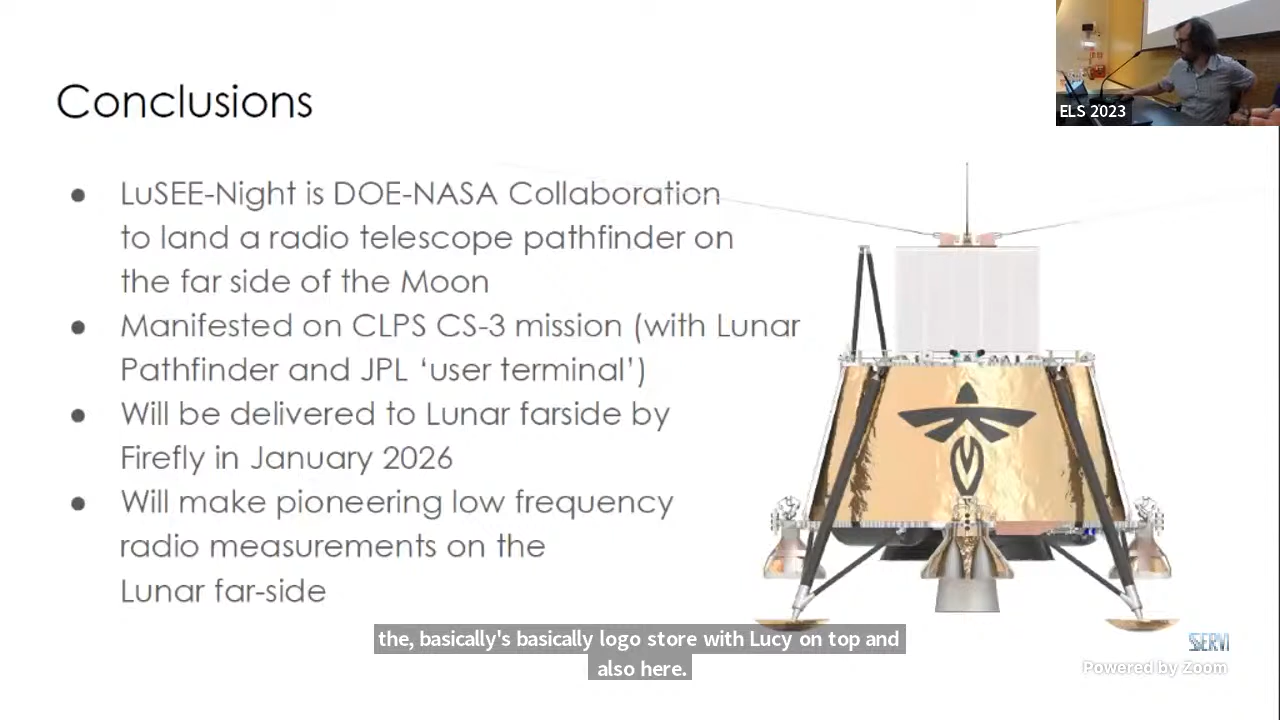 ELS 2023
Conclusions
● LuSEE-Night is DOE-NASA Collaboration
to land a radio telescope pathfinder on
the far side of the Moon
● Manifested on CLPS CS-3 mission (with Lunar
Pathfinder and JPL ‘user terminal’)
● Will be delivered to Lunar farside by
Firefly in January 2026
● Will make pioneering low frequency
radio measurements on the
Lunar far-side
the, basically's basically logo store with Lucy on top and
also here.
Powered by Zoom